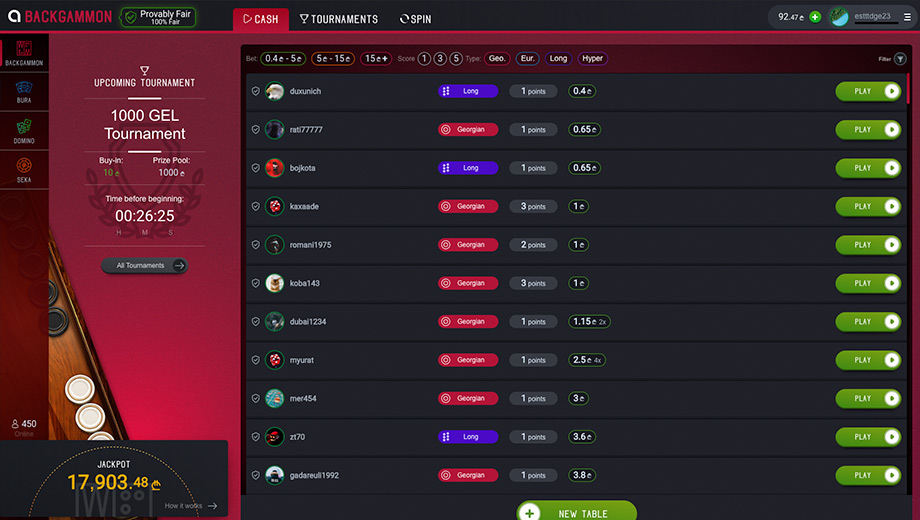 BACKGAMMON
Provably Fair
100% Fair
CASH
TOURNAMENTS
SPIN
92.47 ₾
estttdge23
BACKGAMMON
BURA
DOMINO
SEKA
450
Online
UPCOMING TOURNAMENT
1000 GEL
Tournament
Buy-in: Prize Pool:
10 ₾ 1000 ₾
Time before beginning:
00:26:25
H M S
All Tournaments
JACKPOT
17,903.48 ₾
How it works
Bet: 0.4₾ - 5₾ 5₾ - 15₾ 15₾+ Score 1 3 5 Type: Geo. Eur. Long Hyper Filter
duxunich Long 1 points 0.4 ₾ PLAY
rati77777 Georgian 1 points 0.65 ₾ PLAY
bojkota Long 1 points 0.65 ₾ PLAY
kaxaade Georgian 3 points 1 ₾ PLAY
romani1975 Georgian 2 points 1 ₾ PLAY
koba143 Georgian 3 points 1 ₾ PLAY
dubai1234 Georgian 1 points 1.15 ₾ 2x PLAY
myurat Georgian 1 points 2.5 ₾ 4x PLAY
mer454 Georgian 1 points 3 ₾ PLAY
zt70 Long 1 points 3.6 ₾ PLAY
gadareuli1992 Georgian 1 points 3.8 ₾ PLAY
NEW TABLE